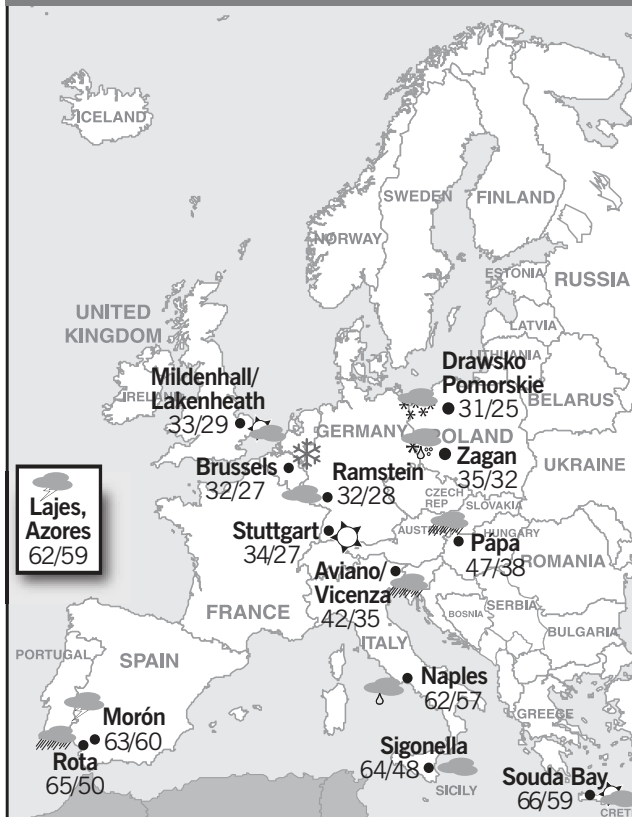 ICELAND
SWEDEN
FINLAND
NORWAY
ESTONIA
RUSSIA
UNITED
KINGDOM
LATVIA
LITHUANIA
Drawsko
Pomorskie
31/25
Mildenhall/
Lakenheath
33/29
IRELAND
BELARUS
GERMANY
POLAND
Zagan
35/32
Brussels
32/27
Ramstein
32/28
UKRAINE
Lajes,
Azores
62/59
CZECH
REP
SLOVAKIA
Stuttgart
34/27
AUSTRIA
HUNGARY
Pápa
47/38
ROMANIA
Aviano/
Vicenza
42/35
FRANCE
BOSNIA
SERBIA
BULGARIA
ITALY
PORTUGAL
SPAIN
Naples
62/57
GREECE
Morón
63/60
Rota
65/50
Sigonella
64/48
SICILY
Souda Bay
66/59
CRET